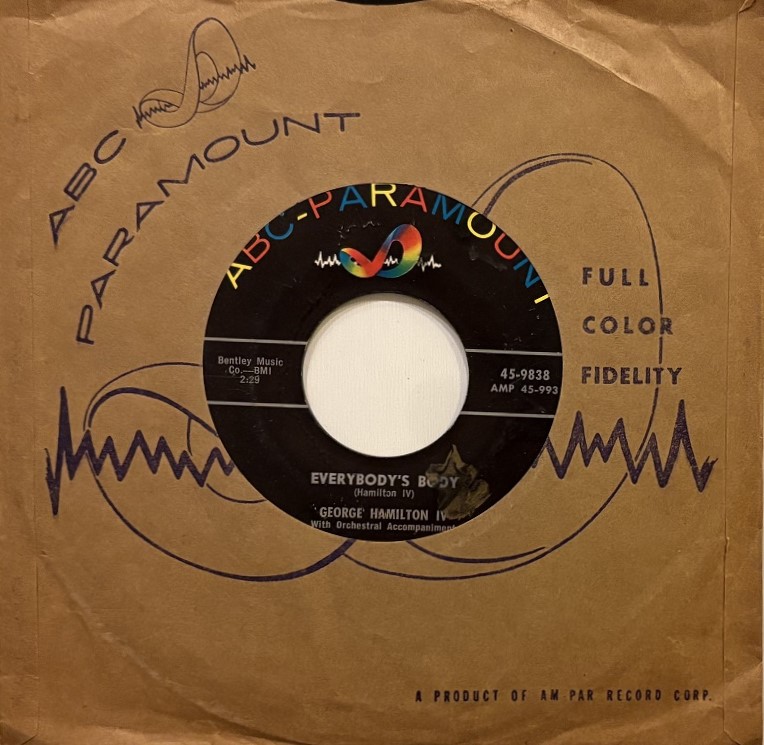 ABC
PARAMOUNT
ABC-PARAMOUNT
FULL
COLOR
FIDELITY
Bentley Music
Co.—BMI
2:29
45-9838
AMP 45-993
EVERYBODY'S BODY
(Hamilton IV)
GEORGE HAMILTON IV
With Orchestral Accompaniment
A PRODUCT OF AM-PAR RECORD CORP.